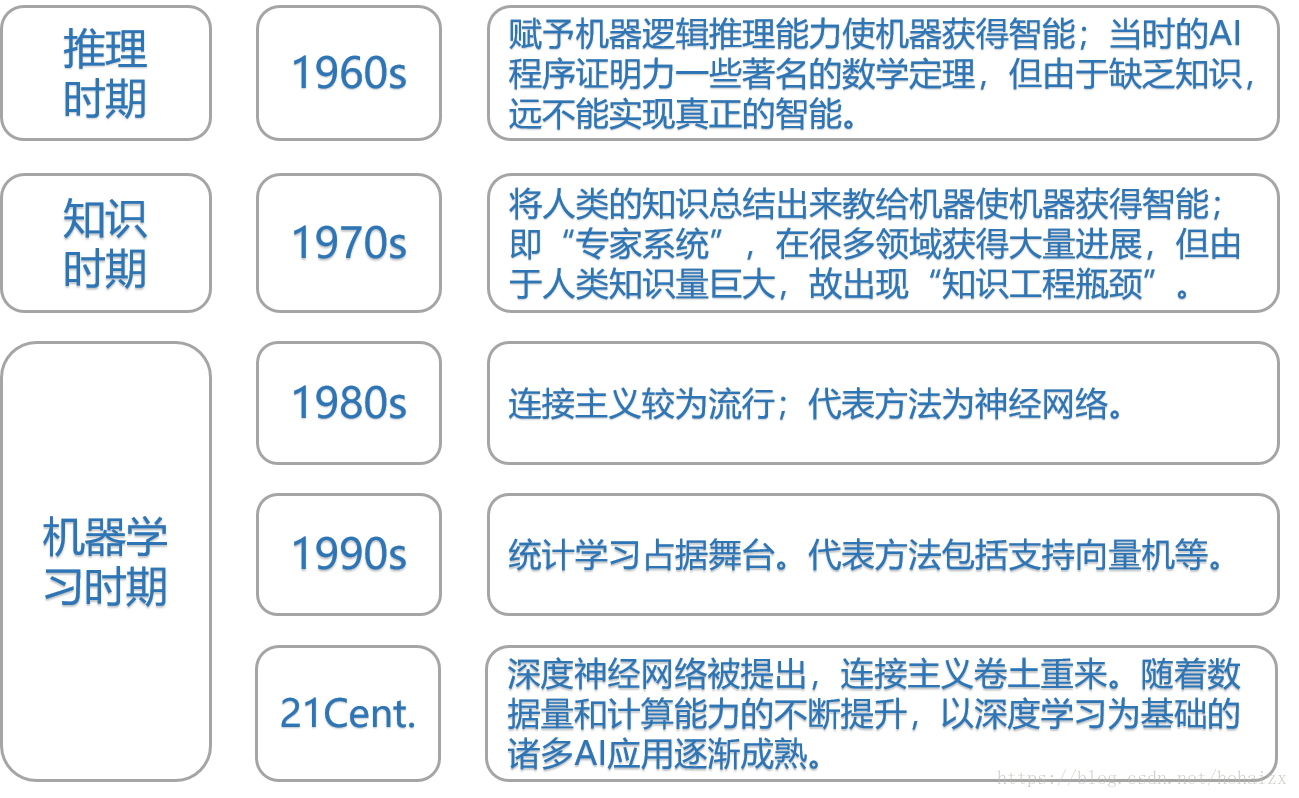 推理
时期
1960s
赋予机器逻辑推理能力使机器获得智能；当时的AI
程序证明力一些著名的数学定理，但由于缺乏知识，
远不能实现真正的智能。
知识
时期
1970s
将人类的知识总结出来教给机器使机器获得智能；
即“专家系统”，在很多领域获得大量进展，但由
于人类知识量巨大，故出现“知识工程瓶颈”。
机器学
习时期
1980s
连接主义较为流行；代表方法为神经网络。
1990s
统计学习占据舞台。代表方法包括支持向量机等。
21Cent.
深度神经网络被提出，连接主义卷土重来。随着数
据量和计算能力的不断提升，以深度学习为基础的
诸多AI应用逐渐成熟。
https://blog.csdn.net/hohaizx